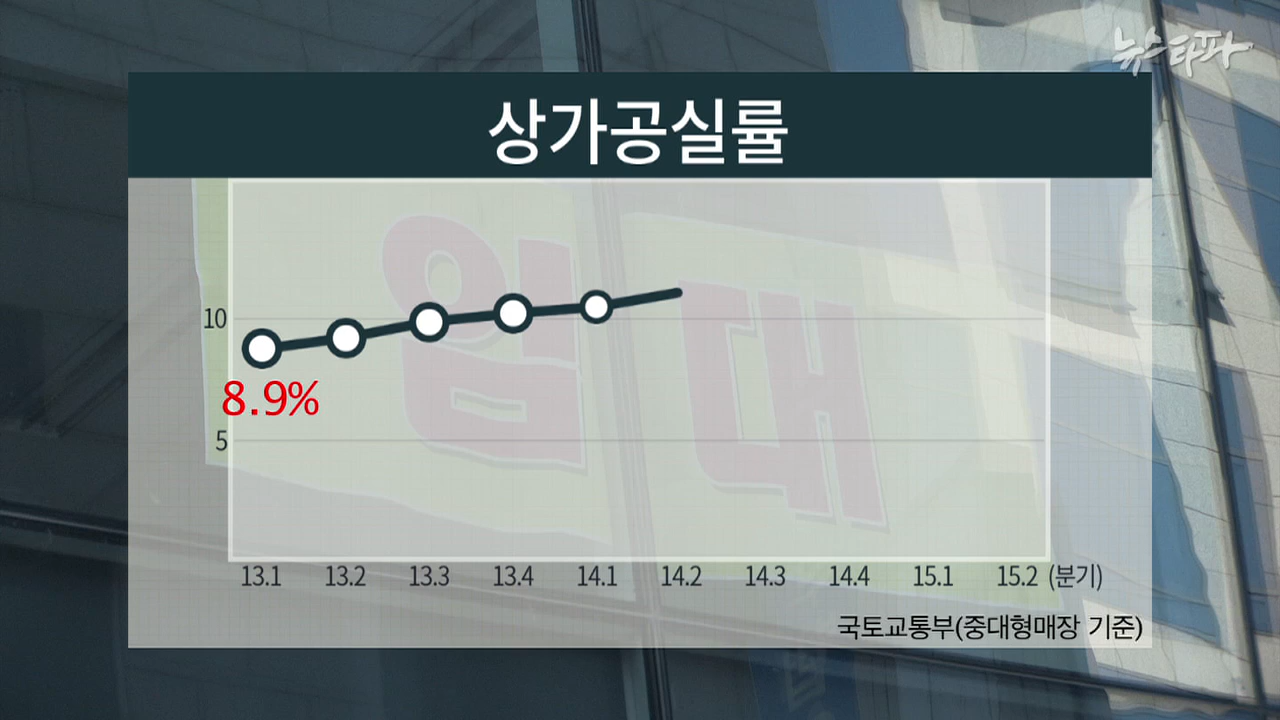 뉴스타파
상가공실률
임대
10
8.9%
5
13.1 13.2 13.3 13.4 14.1 14.2 14.3 14.4 15.1 15.2 (분기)
국토교통부(중대형매장 기준)